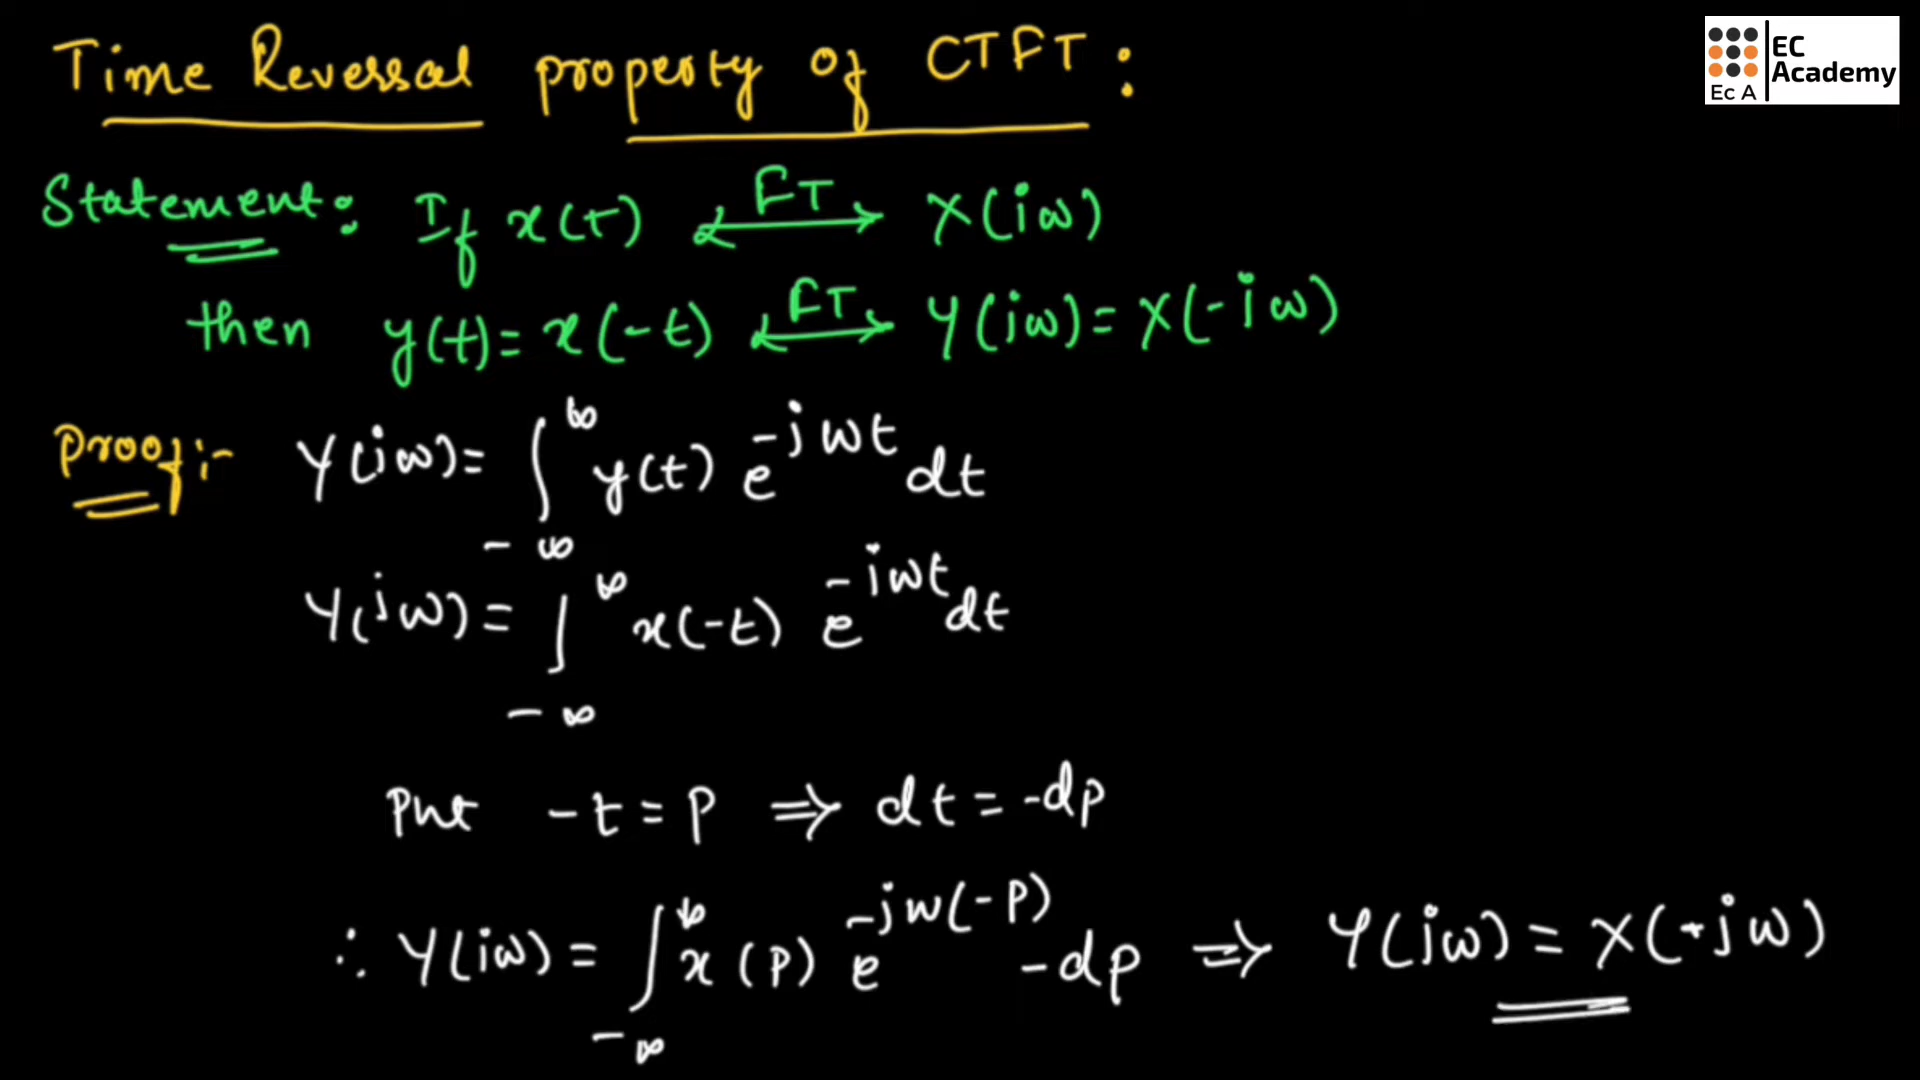 Time Reversal property of CTFT :
EC Academy
Ec A
Statement : If x(t) <-- FT --> X(jω)
then y(t) = x(-t) <-- FT --> Y(jω) = X(-jω)
Proof :- Y(jω) = ∫_{-∞}^{∞} y(t) e^{-jωt} dt
Y(jω) = ∫_{-∞}^{∞} x(-t) e^{-jωt} dt
Put -t = p ⇒ dt = -dp
∴ Y(jω) = ∫_{-∞}^{∞} x(p) e^{-jω(-p)} -dp ⇒ Y(jω) = X(-jω)